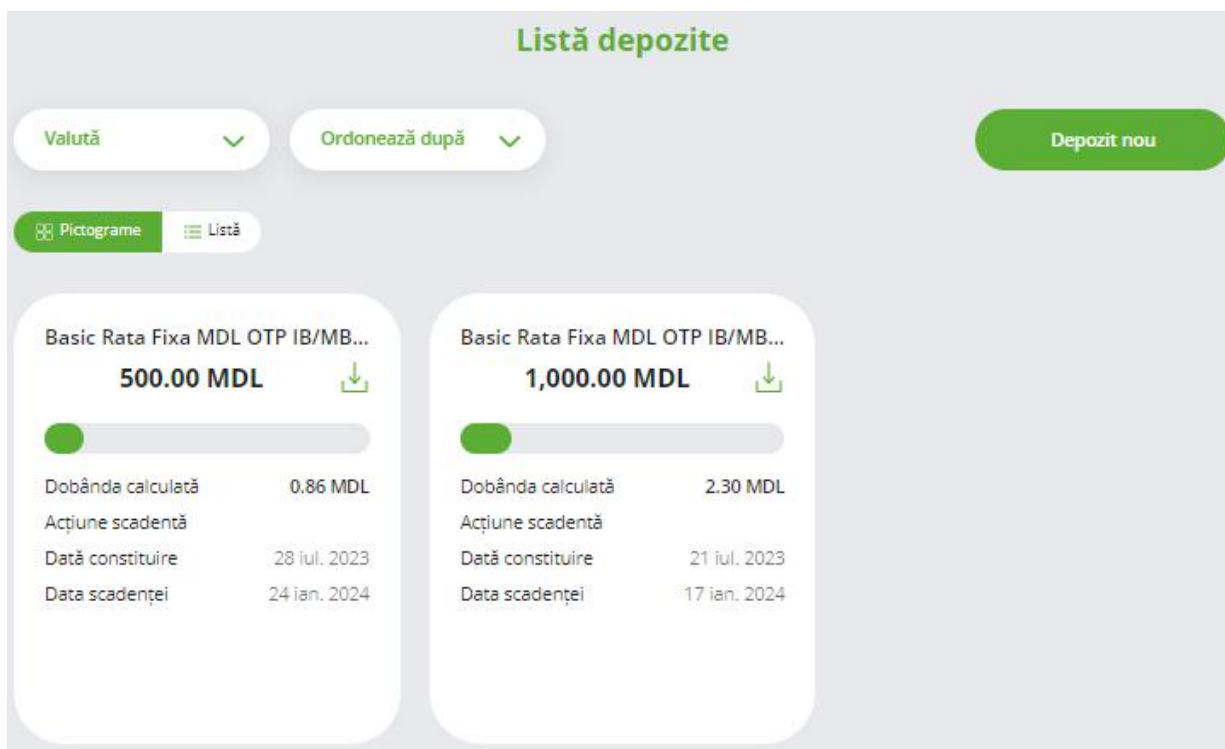 Listă depozite
Valută
Ordonează după
Depozit nou
Pictograme
Listă
Basic Rata Fixa MDL OTP IB/MB...
500.00 MDL
Dobânda calculată 0.86 MDL
Acțiune scadentă
Dată constituire 28 iul. 2023
Data scadenței 24 ian. 2024
Basic Rata Fixa MDL OTP IB/MB...
1,000.00 MDL
Dobânda calculată 2.30 MDL
Acțiune scadentă
Dată constituire 21 iul. 2023
Data scadenței 17 ian. 2024